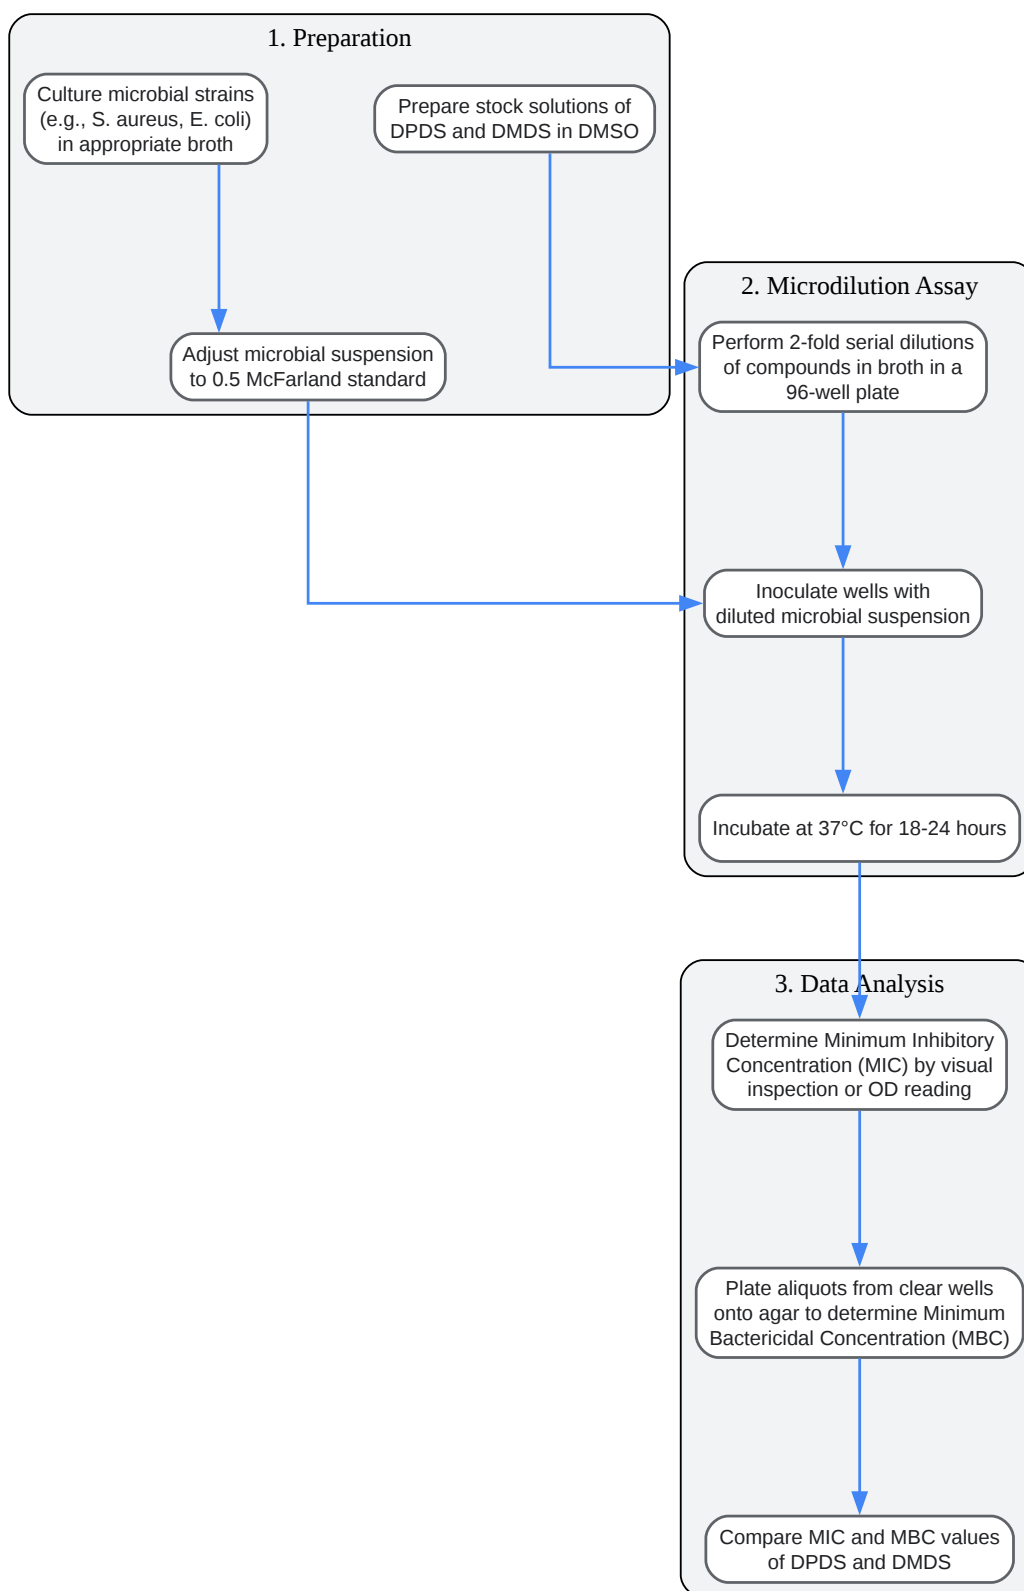 1. Preparation
Culture microbial strains
(e.g., S. aureus, E. coli)
in appropriate broth
Prepare stock solutions of
DPDS and DMDS in DMSO
Adjust microbial suspension
to 0.5 McFarland standard
2. Microdilution Assay
Perform 2-fold serial dilutions
of compounds in broth in a
96-well plate
Inoculate wells with
diluted microbial suspension
Incubate at 37°C for 18-24 hours
3. Data Analysis
Determine Minimum Inhibitory
Concentration (MIC) by visual
inspection or OD reading
Plate aliquots from clear wells
onto agar to determine Minimum
Bactericidal Concentration (MBC)
Compare MIC and MBC values
of DPDS and DMDS